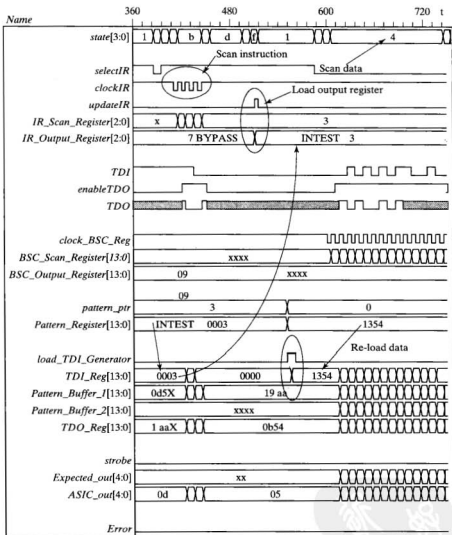 Name 360 480 600 720 t
state[3:0] 1 b d f 1 4
Scan instruction
selectIR Scan data
clockIR
Load output register
updateIR
IR_Scan_Register[2:0] x 3
IR_Output_Register[2:0] 7 BYPASS INTEST 3
TDI
enableTDO
TDO
clock_BSC_Reg
BSC_Scan_Register[13:0] xxxx
BSC_Output_Register[13:0] 09 xxxx
09
pattern_ptr 3 0
Pattern_Register[13:0] INTEST 0003 1354
load_TDI_Generator Re-load data
TDI_Reg[13:0] 0003 0000 1354
Pattern_Buffer_1[13:0] 0d5X 19 aa
Pattern_Buffer_2[13:0] xxxx
TDO_Reg[13:0] 1 aaX 0b54
strobe
Expected_out[4:0] xx
ASIC_out[4:0] 0d 05
Error